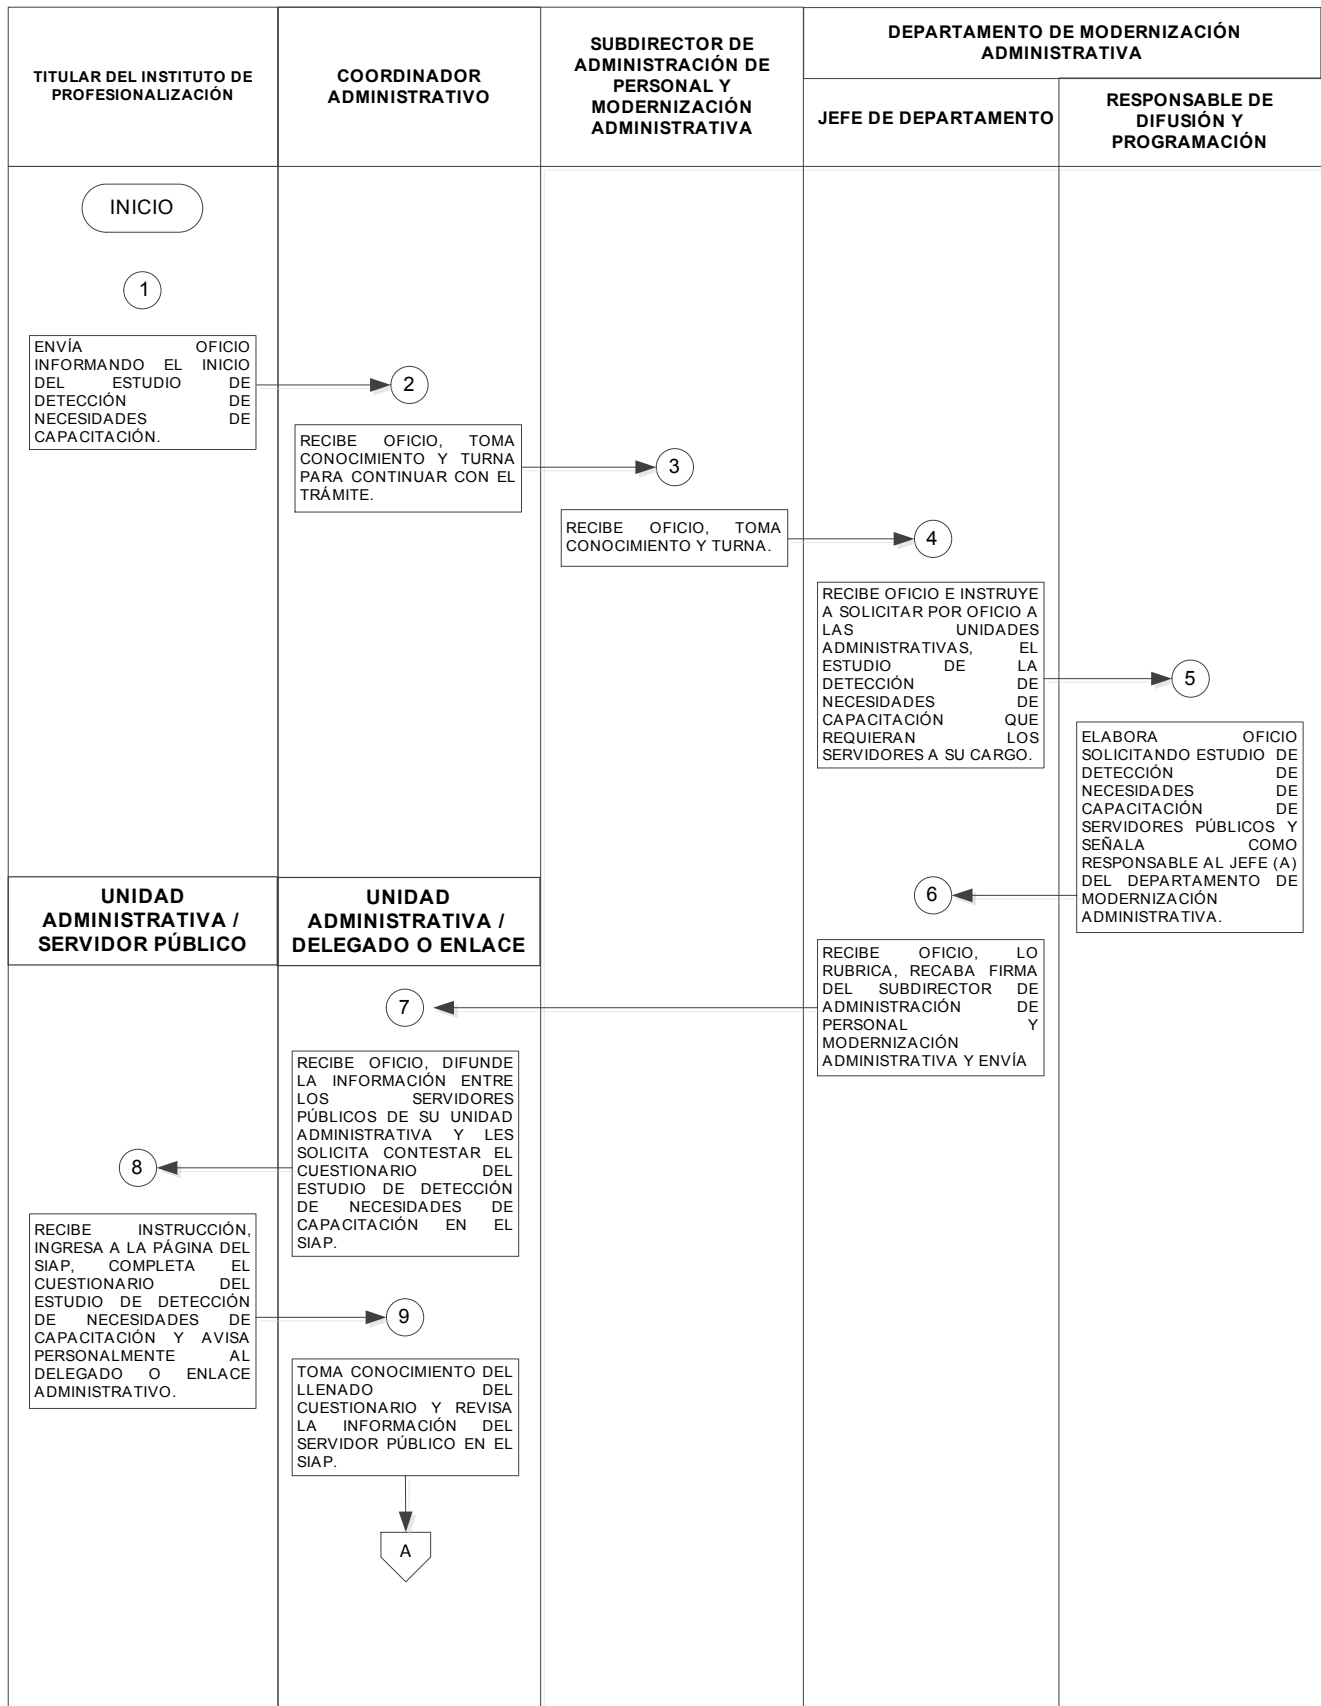 TITULAR DEL INSTITUTO DE
PROFESIONALIZACIÓN
COORDINADOR
ADMINISTRATIVO
SUBDIRECTOR DE
ADMINISTRACIÓN DE
PERSONAL Y
MODERNIZACIÓN
ADMINISTRATIVA
DEPARTAMENTO DE MODERNIZACIÓN
ADMINISTRATIVA
JEFE DE DEPARTAMENTO
RESPONSABLE DE
DIFUSIÓN Y
PROGRAMACIÓN
INICIO
1
ENVÍA OFICIO
INFORMANDO EL INICIO
DEL ESTUDIO DE
DETECCIÓN DE
NECESIDADES DE
CAPACITACIÓN.
2
RECIBE OFICIO, TOMA
CONOCIMIENTO Y TURNA
PARA CONTINUAR CON EL
TRÁMITE.
3
RECIBE OFICIO, TOMA
CONOCIMIENTO Y TURNA.
4
RECIBE OFICIO E INSTRUYE
A SOLICITAR POR OFICIO A
LAS UNIDADES
ADMINISTRATIVAS, EL
ESTUDIO DE LA
DETECCIÓN DE
NECESIDADES DE
CAPACITACIÓN QUE
REQUIERAN LOS
SERVIDORES A SU CARGO.
5
ELABORA OFICIO
SOLICITANDO ESTUDIO DE
DETECCIÓN DE
NECESIDADES DE
CAPACITACIÓN DE
SERVIDORES PÚBLICOS Y
SEÑALA COMO
RESPONSABLE AL JEFE (A)
DEL DEPARTAMENTO DE
MODERNIZACIÓN
ADMINISTRATIVA.
6
RECIBE OFICIO, LO
RUBRICA, RECABA FIRMA
DEL SUBDIRECTOR DE
ADMINISTRACIÓN DE
PERSONAL Y
MODERNIZACIÓN
ADMINISTRATIVA Y ENVÍA
UNIDAD
ADMINISTRATIVA /
SERVIDOR PÚBLICO
UNIDAD
ADMINISTRATIVA /
DELEGADO O ENLACE
7
RECIBE OFICIO, DIFUNDE
LA INFORMACIÓN ENTRE
LOS SERVIDORES
PÚBLICOS DE SU UNIDAD
ADMINISTRATIVA Y LES
SOLICITA CONTESTAR EL
CUESTIONARIO DEL
ESTUDIO DE DETECCIÓN
DE NECESIDADES DE
CAPACITACIÓN EN EL
SIAP.
8
RECIBE INSTRUCCIÓN,
INGRESA A LA PÁGINA DEL
SIAP, COMPLETA EL
CUESTIONARIO DEL
ESTUDIO DE DETECCIÓN
DE NECESIDADES DE
CAPACITACIÓN Y AVISA
PERSONALMENTE AL
DELEGADO O ENLACE
ADMINISTRATIVO.
9
TOMA CONOCIMIENTO DEL
LLENADO DEL
CUESTIONARIO Y REVISA
LA INFORMACIÓN DEL
SERVIDOR PÚBLICO EN EL
SIAP.
A